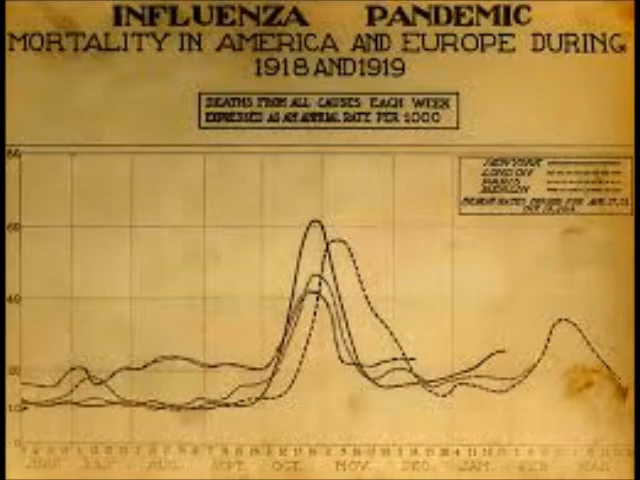 INFLUENZA PANDEMIC
MORTALITY IN AMERICA AND EUROPE DURING
1918 AND 1919
DEATHS FROM ALL CAUSES EACH WEEK
EXPRESSED AS AN ANNUAL RATE PER 1000
NEW YORK
LONDON
PARIS
BERLIN
60
40
20
10
0
JUNE JULY AUG. SEPT. OCT. NOV. DEC. JAN. FEB. MAR.